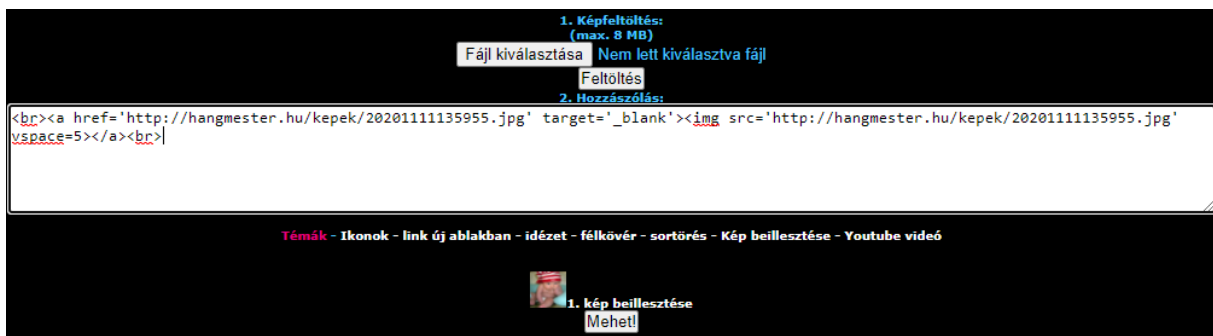 1. Képfeltöltés:
(max. 8 MB)
Fájl kiválasztása Nem lett kiválasztva fájl
Feltöltés
2. Hozzászólás:
<br><a href='http://hangmester.hu/kepek/20201111135955.jpg' target='_blank'><img src='http://hangmester.hu/kepek/20201111135955.jpg'
vspace=5></a><br>
Témák - Ikonok - link új ablakban - idézet - félkövér - sortörés - Kép beillesztése - Youtube videó
1. kép beillesztése
Mehet!